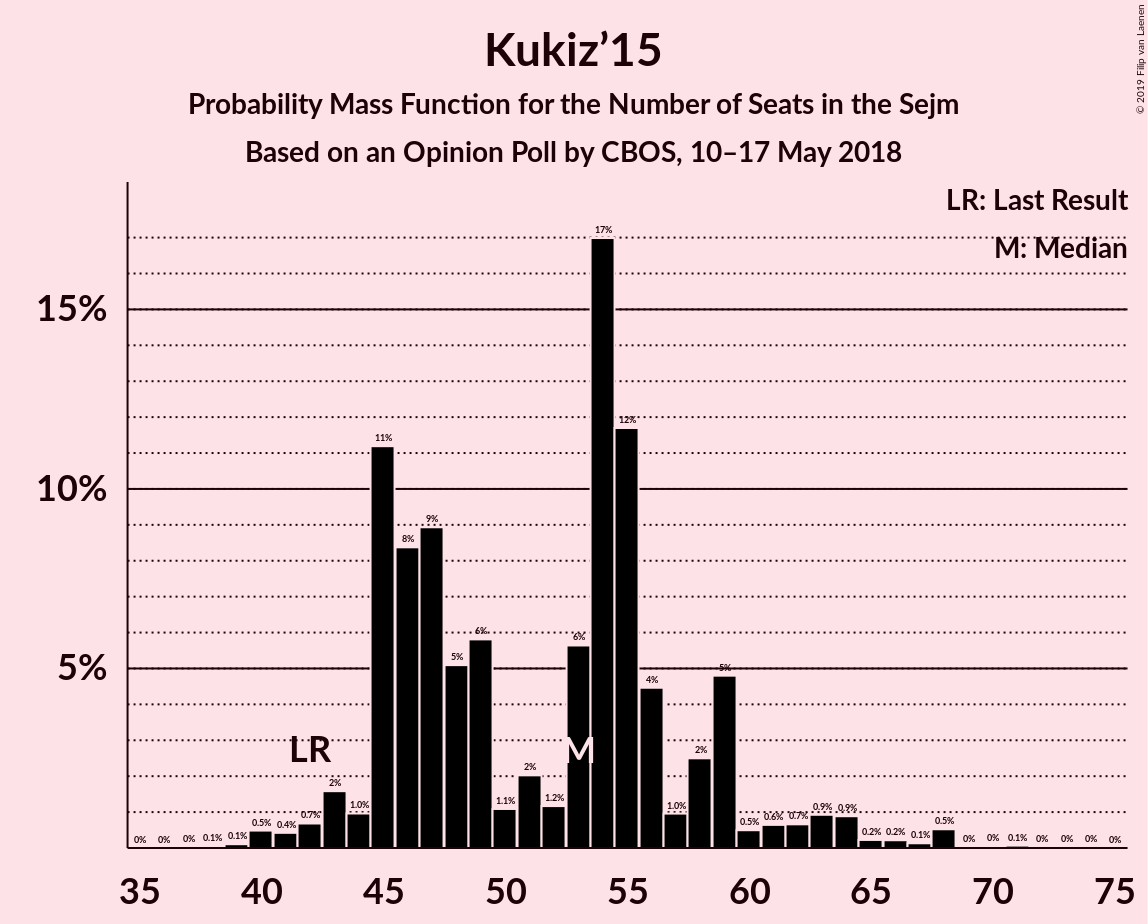 Kukiz’15
Probability Mass Function for the Number of Seats in the Sejm
Based on an Opinion Poll by CBOS, 10–17 May 2018
© 2019 Filip van Laenen
LR: Last Result
M: Median
15%
10%
5%
0% 0% 0% 0.1% 0.1% 0.5% 0.4% 0.7% 2% 1.0% 11% 8% 9% 5% 6% 1.1% 2% 1.2% 6% 17% 12% 4% 1.0% 2% 5% 0.5% 0.6% 0.7% 0.9% 0.9% 0.2% 0.2% 0.1% 0.5% 0% 0% 0.1% 0% 0% 0% 0%
LR
M
35 40 45 50 55 60 65 70 75